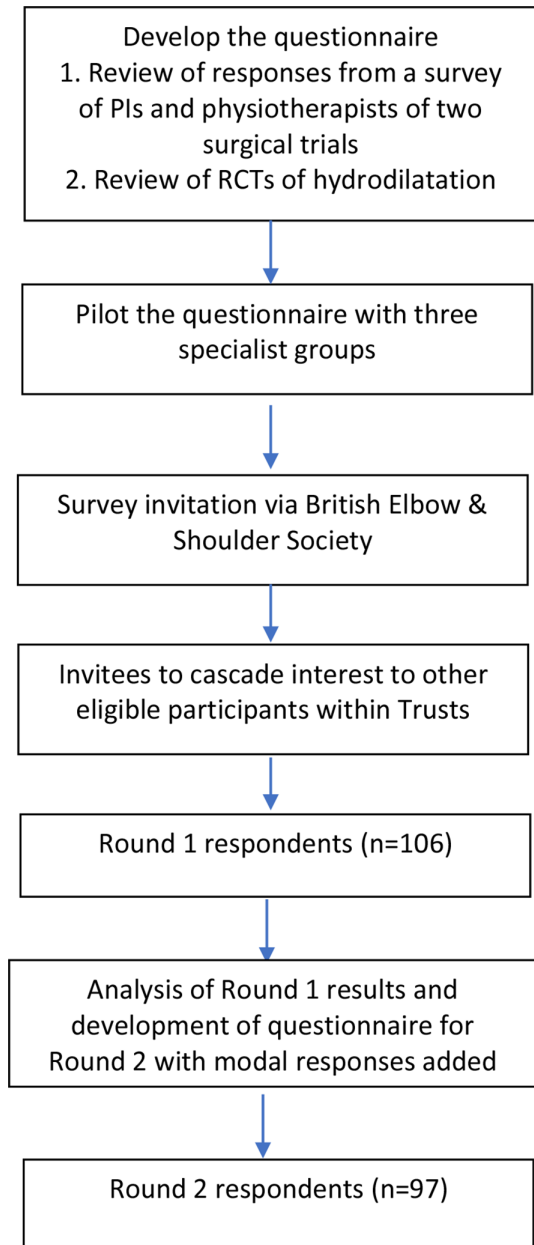 Develop the questionnaire
1. Review of responses from a survey
of PIs and physiotherapists of two
surgical trials
2. Review of RCTs of hydrodilatation
Pilot the questionnaire with three
specialist groups
Survey invitation via British Elbow &
Shoulder Society
Invitees to cascade interest to other
eligible participants within Trusts
Round 1 respondents (n=106)
Analysis of Round 1 results and
development of questionnaire for
Round 2 with modal responses added
Round 2 respondents (n=97)